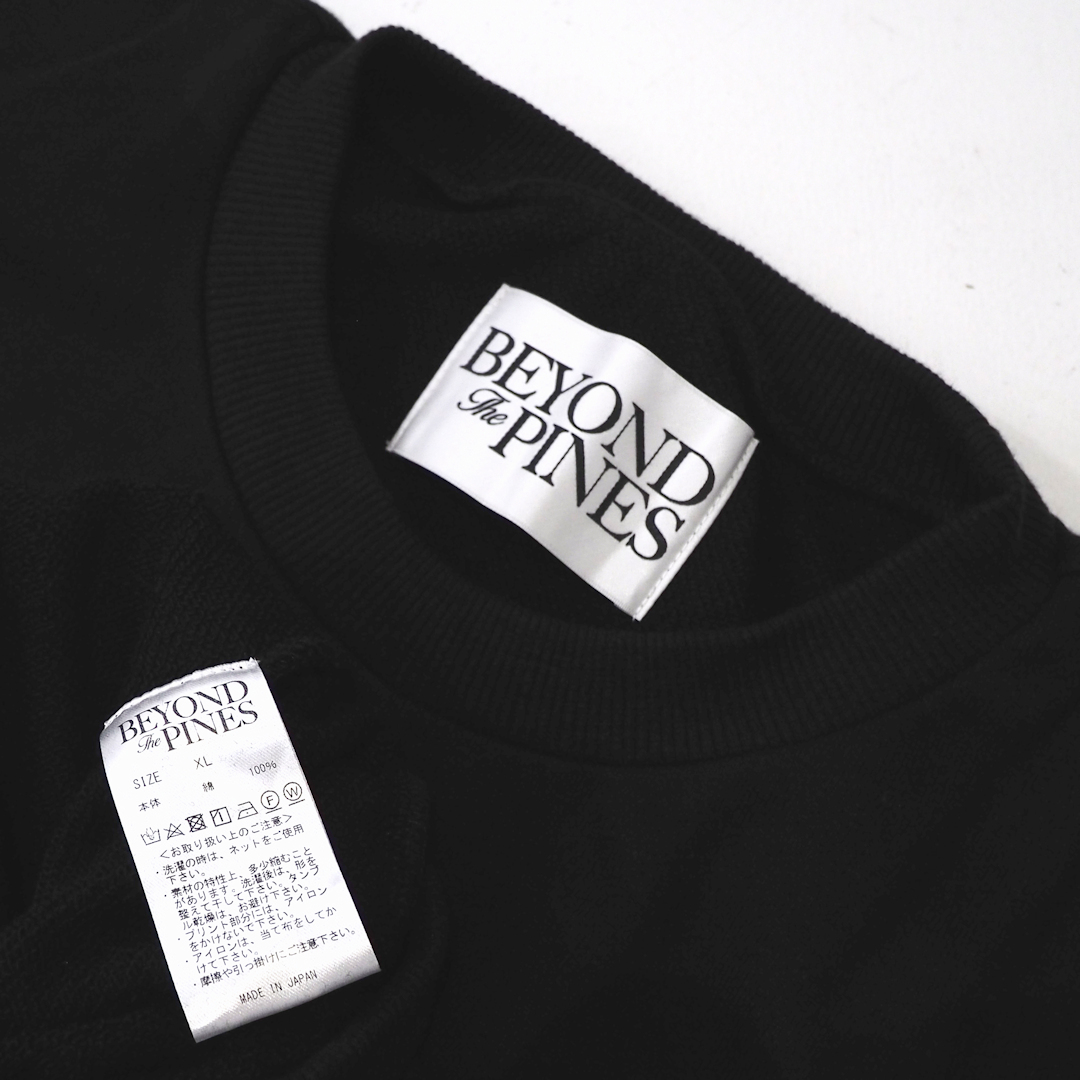 BEYOND
The PINES
BEYOND
The PINES
SIZE XL
本体 綿 100%
F W
<お取り扱い上のご注意>
・洗濯の時は、ネットをご使用
下さい。
・素材の特性上、多少縮むこと
があります。洗濯後は、形を
整えて干して下さい。タンブ
ル乾燥は、お避け下さい。
・プリント部分には、アイロン
をかけないで下さい。
・アイロンは、当て布をしてか
けて下さい。
・摩擦や引っ掛けにご注意下さい。
MADE IN JAPAN